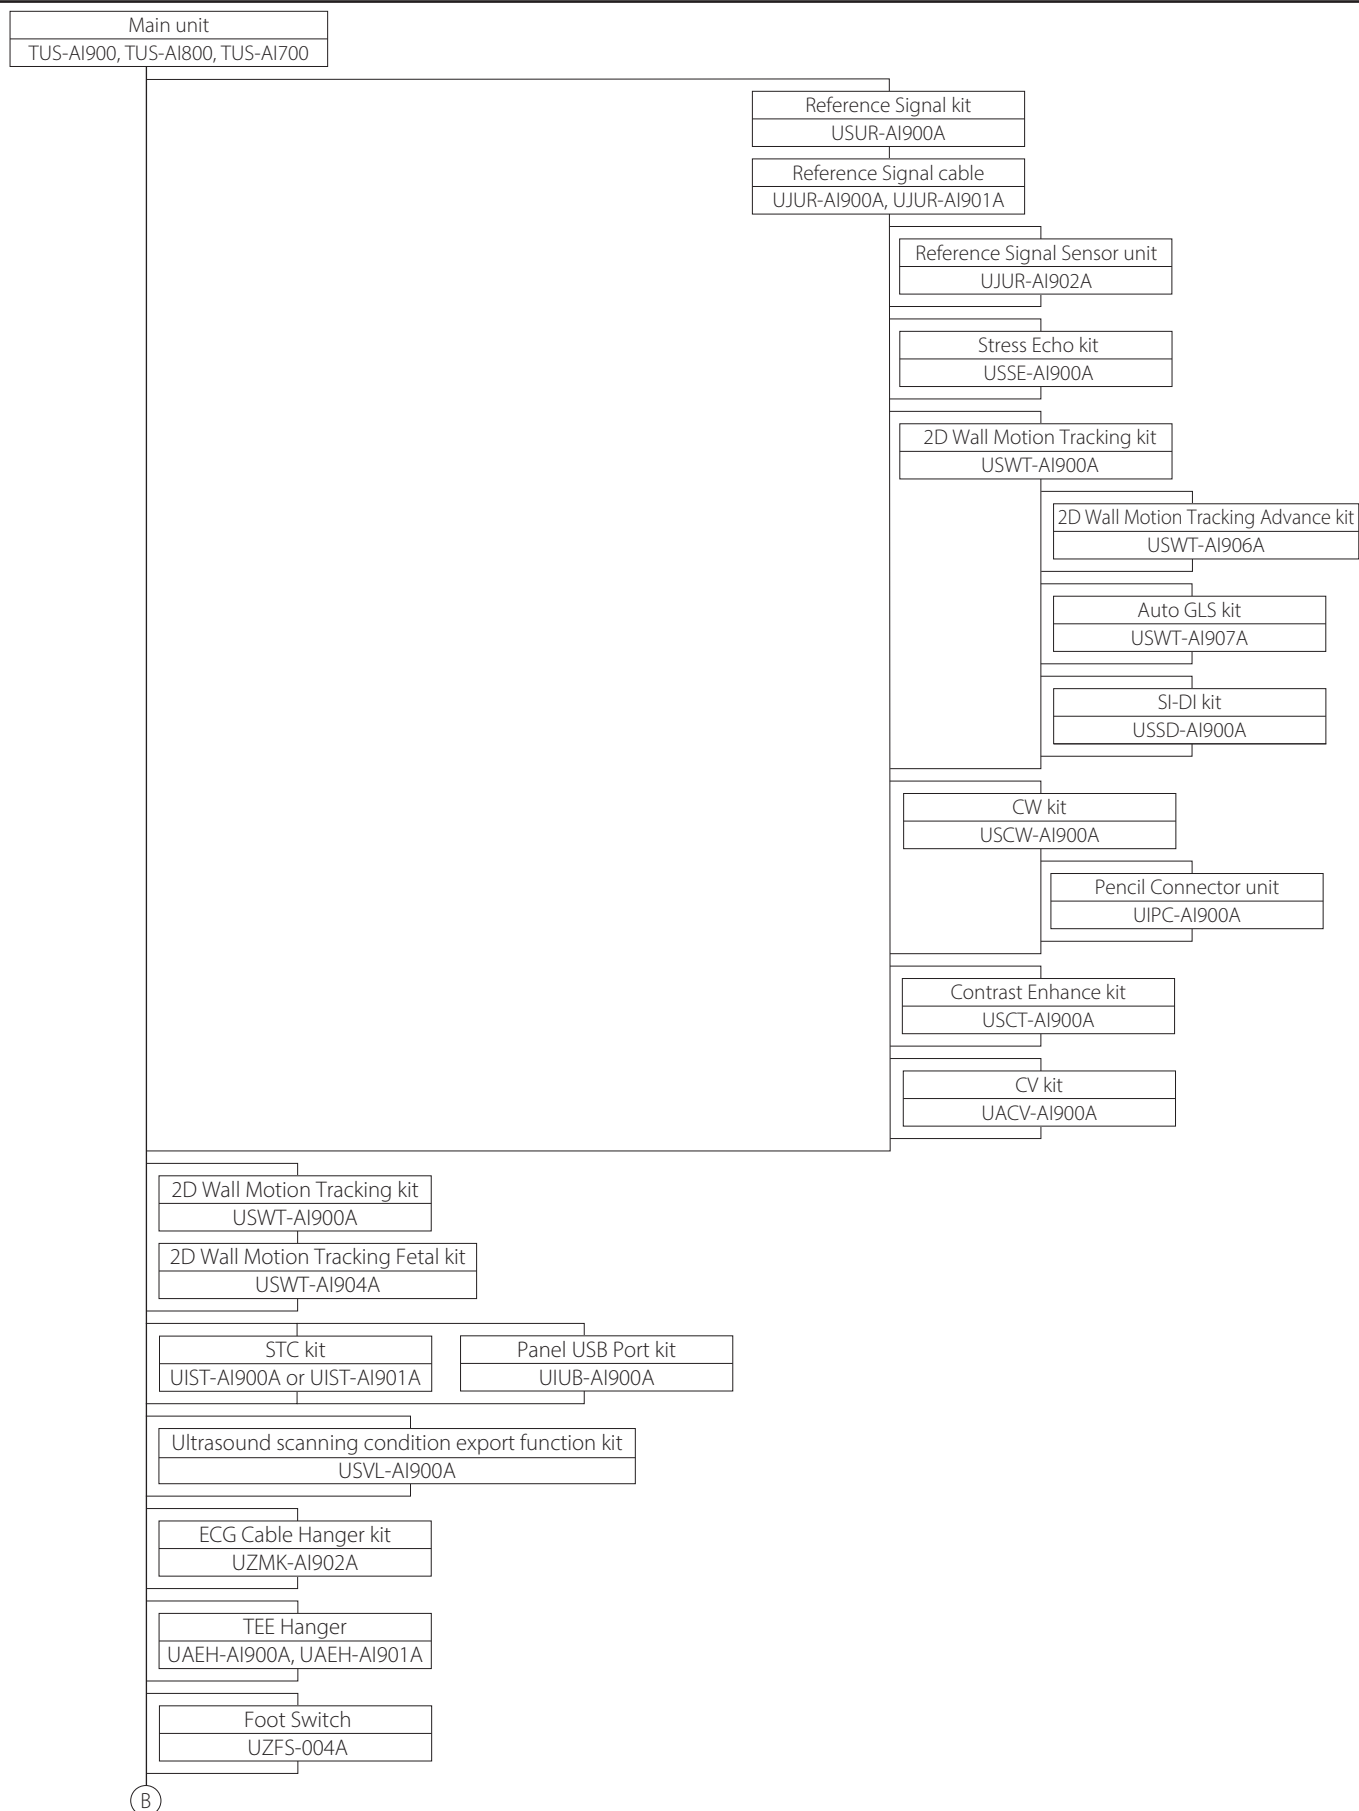 Main unit
TUS-AI900, TUS-AI800, TUS-AI700
Reference Signal kit
USUR-AI900A
Reference Signal cable
UJUR-AI900A, UJUR-AI901A
Reference Signal Sensor unit
UJUR-AI902A
Stress Echo kit
USSE-AI900A
2D Wall Motion Tracking kit
USWT-AI900A
2D Wall Motion Tracking Advance kit
USWT-AI906A
Auto GLS kit
USWT-AI907A
SI-DI kit
USSD-AI900A
CW kit
USCW-AI900A
Pencil Connector unit
UIPC-AI900A
Contrast Enhance kit
USCT-AI900A
CV kit
UACV-AI900A
2D Wall Motion Tracking kit
USWT-AI900A
2D Wall Motion Tracking Fetal kit
USWT-AI904A
STC kit
UIST-AI900A or UIST-AI901A
Panel USB Port kit
UIUB-AI900A
Ultrasound scanning condition export function kit
USVL-AI900A
ECG Cable Hanger kit
UZMK-AI902A
TEE Hanger
UAEH-AI900A, UAEH-AI901A
Foot Switch
UZFS-004A
B